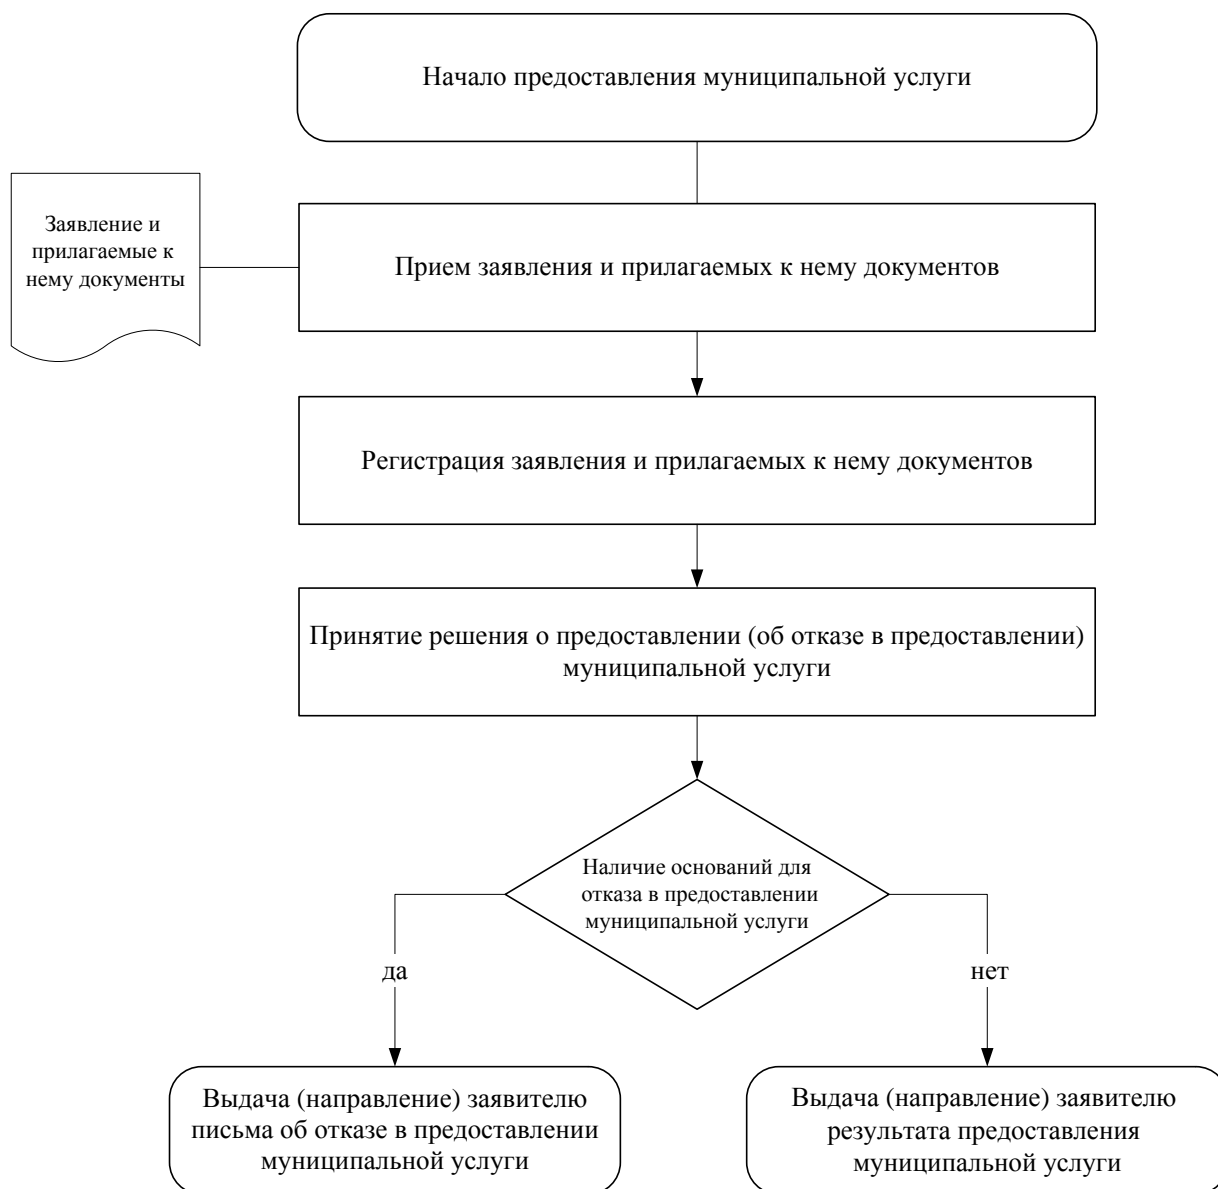 Начало предоставления муниципальной услуги
Заявление и
прилагаемые к
нему документы
Прием заявления и прилагаемых к нему документов
Регистрация заявления и прилагаемых к нему документов
Принятие решения о предоставлении (об отказе в предоставлении)
муниципальной услуги
Наличие оснований для
отказа в предоставлении
муниципальной услуги
да
нет
Выдача (направление) заявителю
письма об отказе в предоставлении
муниципальной услуги
Выдача (направление) заявителю
результата предоставления
муниципальной услуги